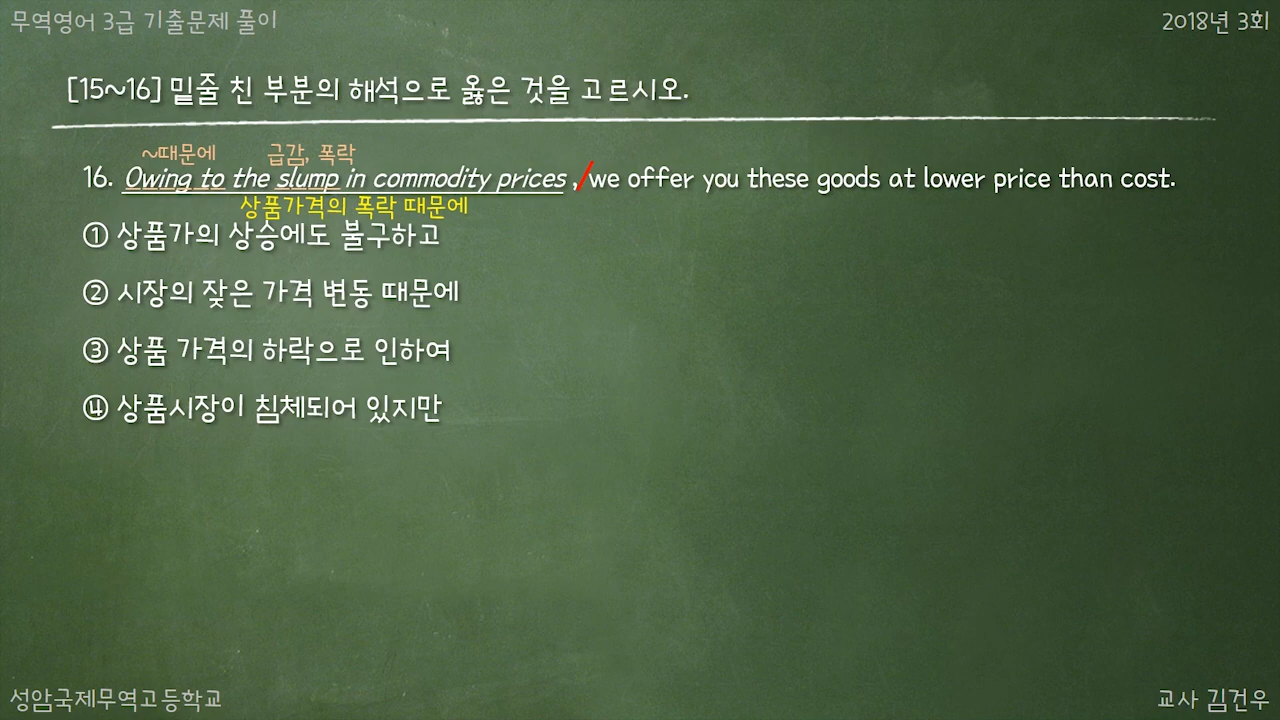 무역영어 3급 기출문제 풀이
2018년 3회
[15~16] 밑줄 친 부분의 해석으로 옳은 것을 고르시오.
~때문에 급감, 폭락
16. Owing to the slump in commodity prices , we offer you these goods at lower price than cost.
상품가격의 폭락 때문에
① 상품가의 상승에도 불구하고
② 시장의 잦은 가격 변동 때문에
③ 상품 가격의 하락으로 인하여
④ 상품시장이 침체되어 있지만
성암국제무역고등학교
교사 김건우